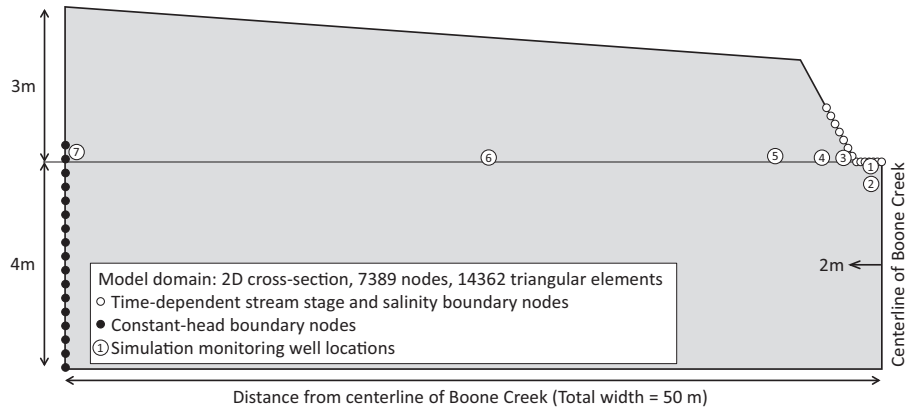 3m
7
6
5
4
3
1
2
4m
2m
Centerline of Boone Creek
Model domain: 2D cross-section, 7389 nodes, 14362 triangular elements
Time-dependent stream stage and salinity boundary nodes
Constant-head boundary nodes
1 Simulation monitoring well locations
Distance from centerline of Boone Creek (Total width = 50 m)